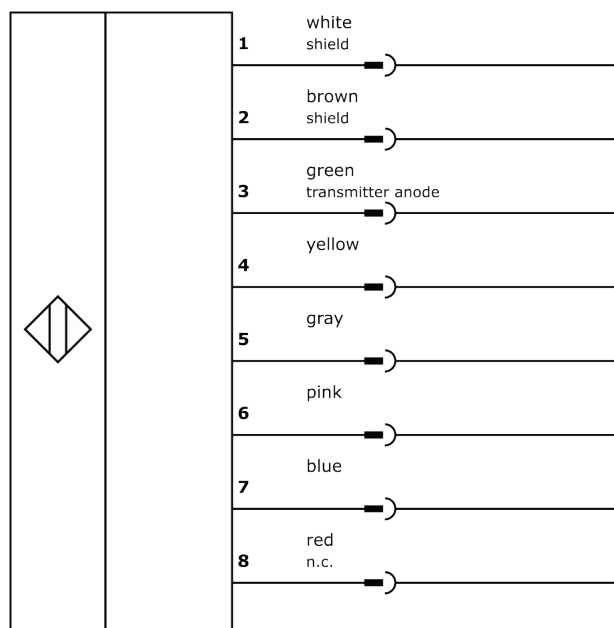 white
1 shield
brown
2 shield
green
3 transmitter anode
yellow
4
gray
5
pink
6
blue
7
red
8 n.c.